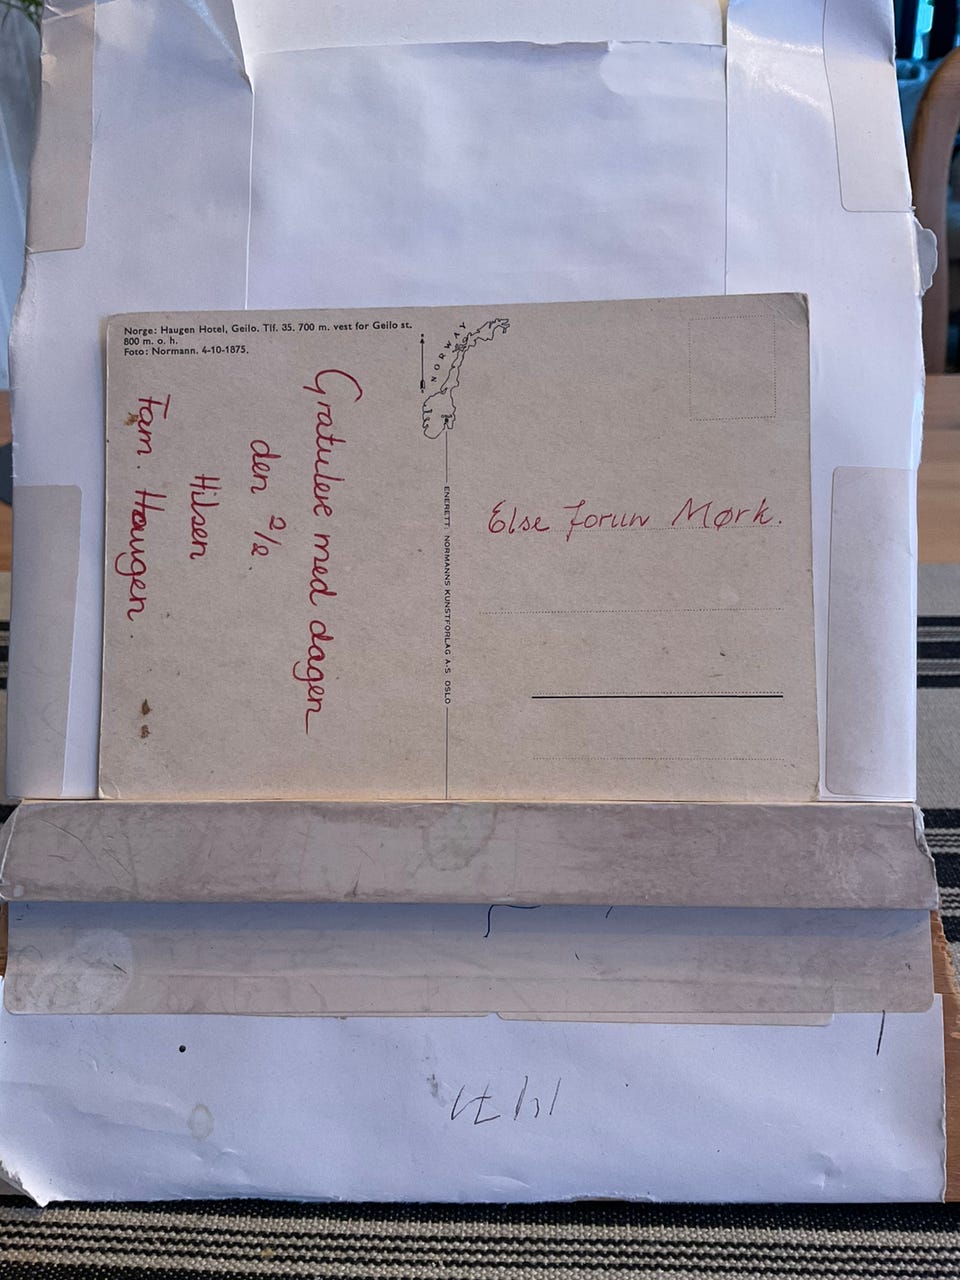 Norge: Haugen Hotel, Geilo. Tlf. 35. 700 m. vest for Geilo st.
800 m. o. h.
Foto: Normann. 4-10-1875.
NORWAY
Gratulere med dagen
den 2/2.
Hilsen
Fam. Haugen.
ENERETT: NORMANNS KUNSTFORLAG A·S OSLO
Else Jorun Mørk.